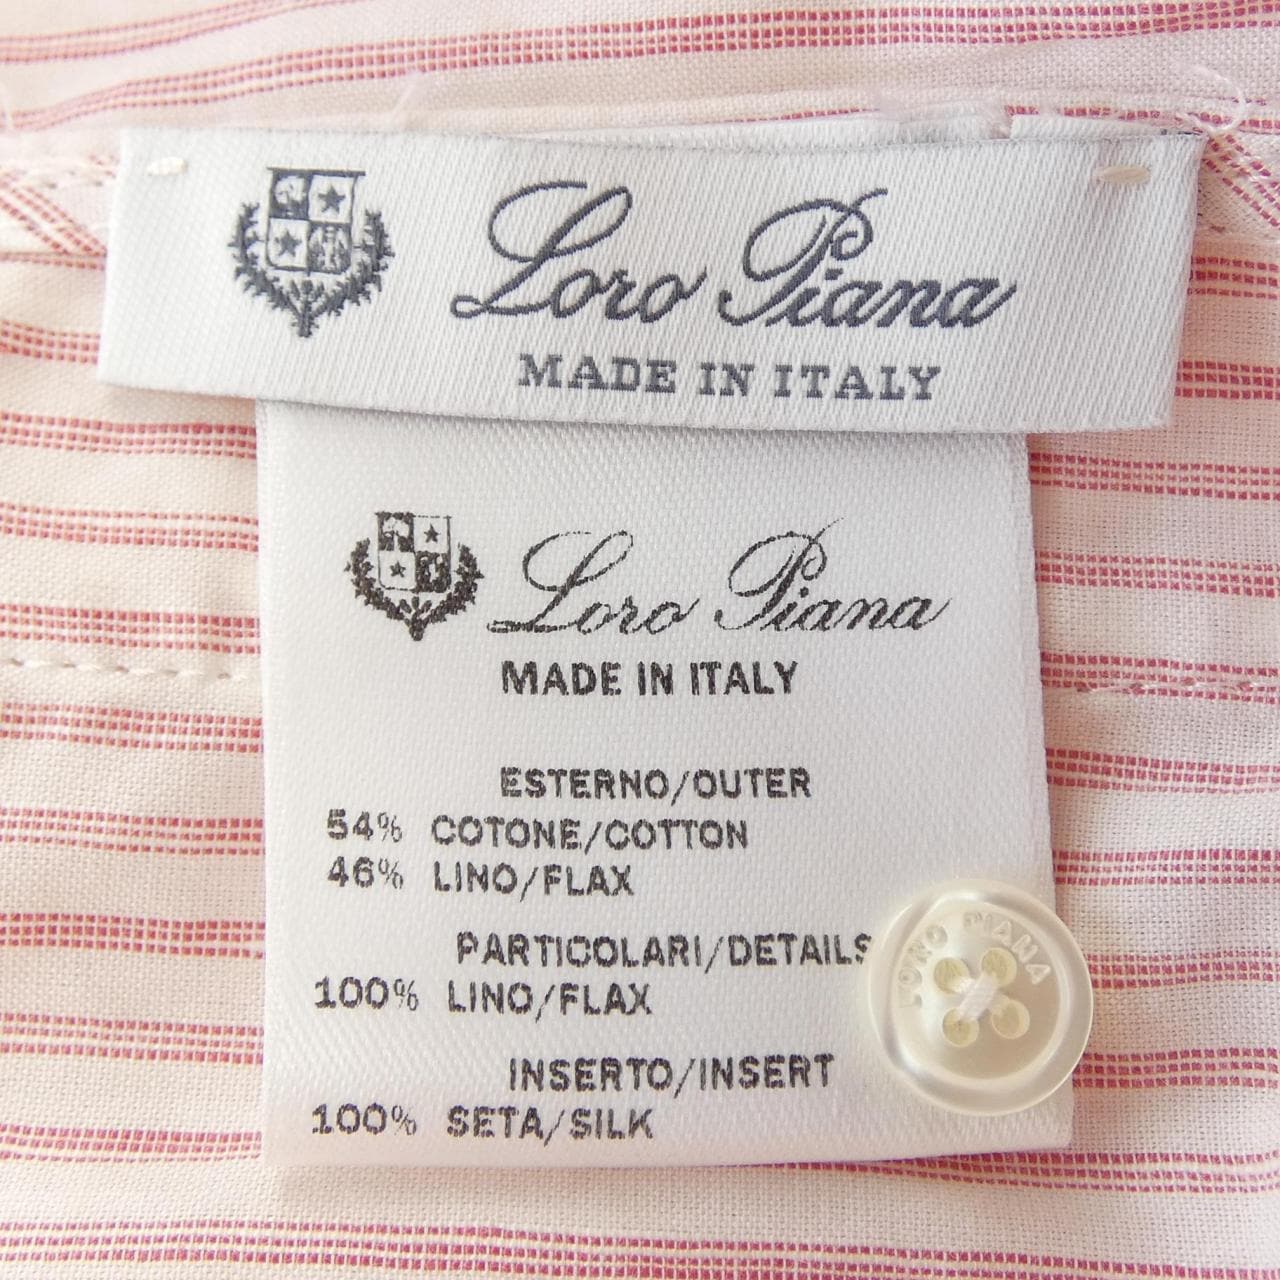 Loro Piana
MADE IN ITALY
Loro Piana
MADE IN ITALY
ESTERNO/OUTER
54% COTONE/COTTON
46% LINO/FLAX
PARTICOLARI/DETAILS
100% LINO/FLAX
INSERTO/INSERT
100% SETA/SILK
LORO PIANA